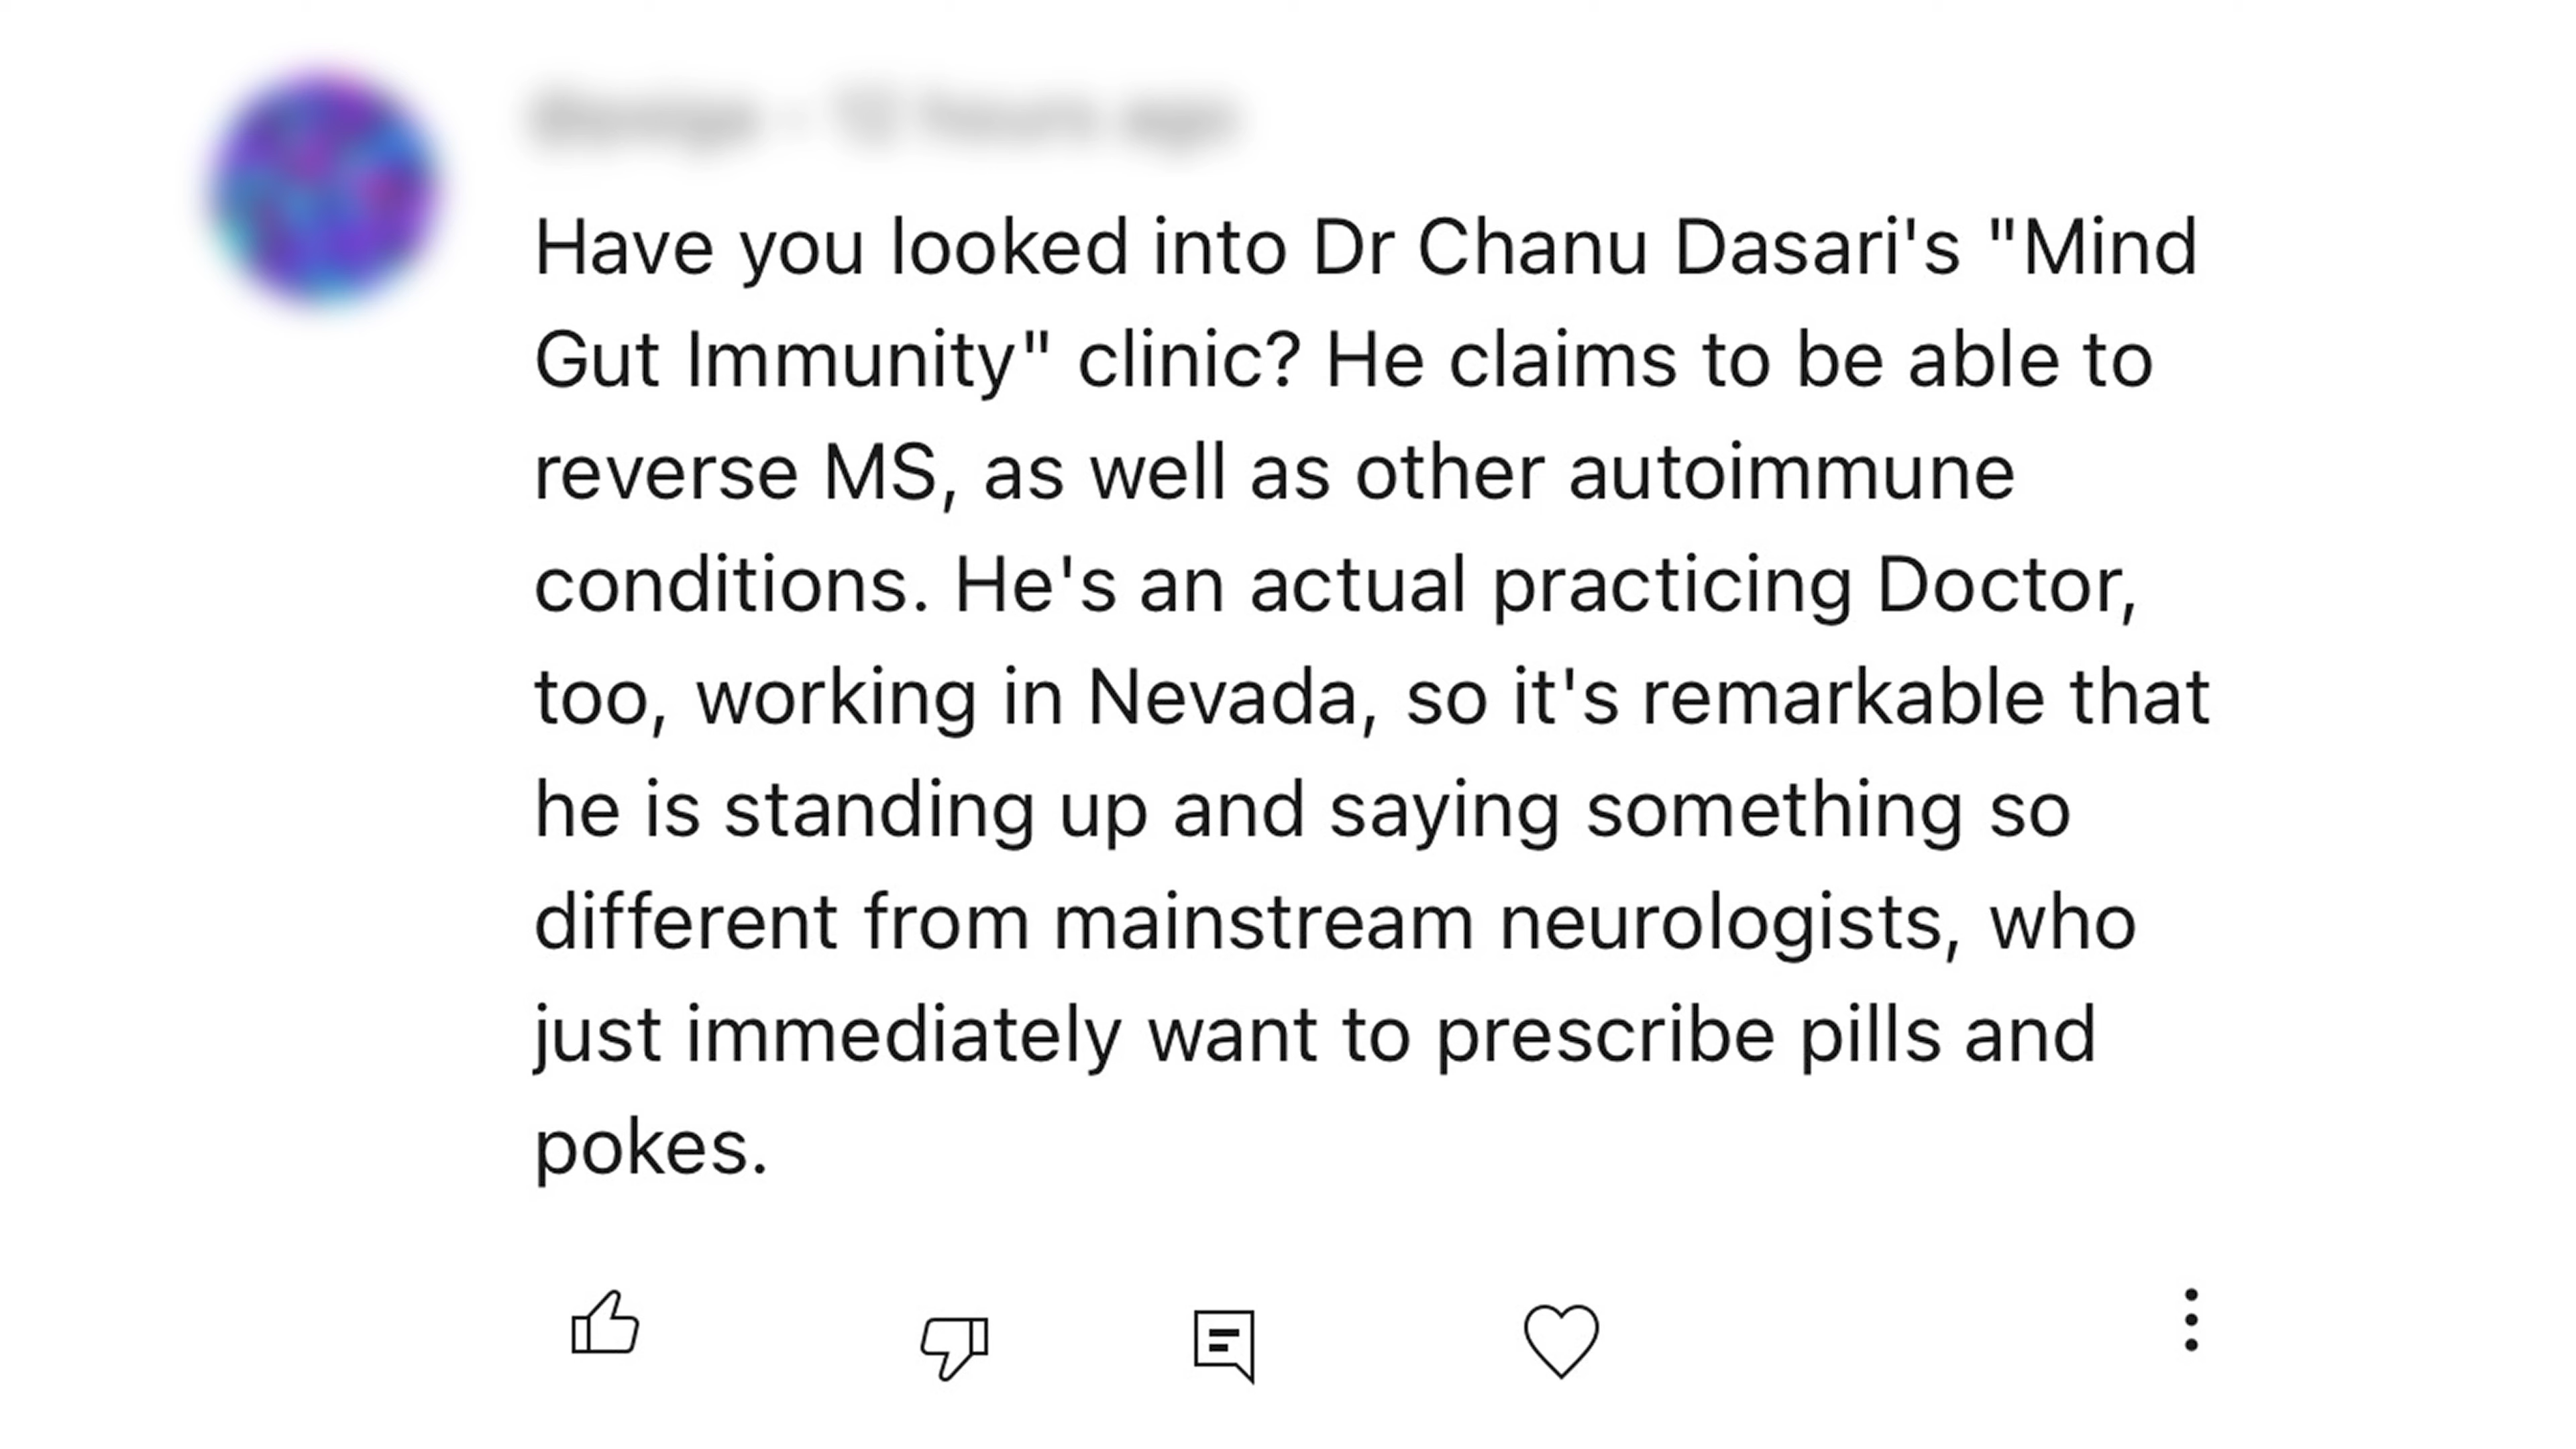 Have you looked into Dr Chanu Dasari's "Mind
Gut Immunity" clinic? He claims to be able to
reverse MS, as well as other autoimmune
conditions. He's an actual practicing Doctor,
too, working in Nevada, so it's remarkable that
he is standing up and saying something so
different from mainstream neurologists, who
just immediately want to prescribe pills and
pokes.